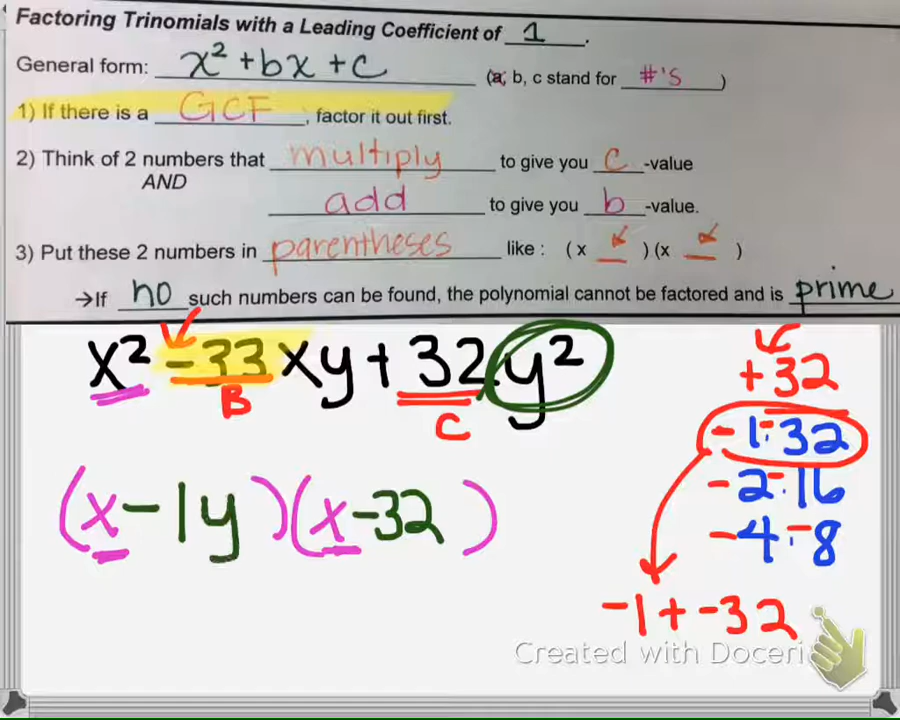 Factoring Trinomials with a Leading Coefficient of 1.
General form: x² + bx + c (a, b, c stand for #'s)
1) If there is a GCF, factor it out first.
2) Think of 2 numbers that multiply to give you c-value
AND
add to give you b-value.
3) Put these 2 numbers in parentheses like: (x __ )(x __ )
→If no such numbers can be found, the polynomial cannot be factored and is prime
x² -33xy + 32y²
B
C
(x - 1y)(x - 32 )
+32
-1·-32
-2·-16
-4·-8
-1 + -32
Created with Doceri